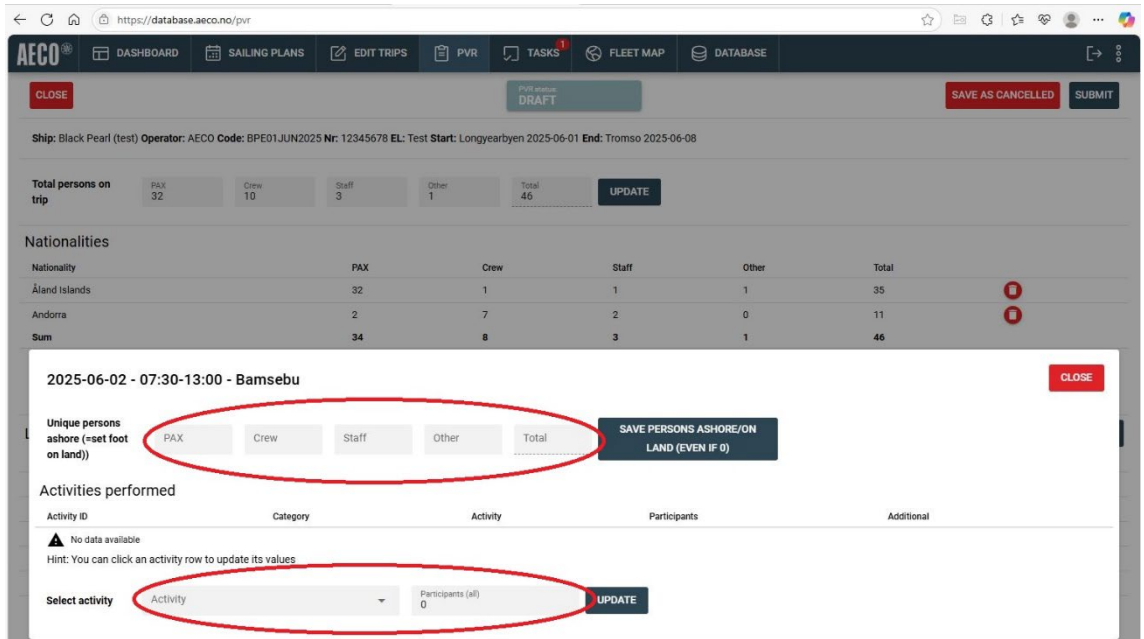 https://database.aeco.no/pvr
AECO DASHBOARD SAILING PLANS EDIT TRIPS PVR TASKS 1 FLEET MAP DATABASE
CLOSE PVR status: DRAFT SAVE AS CANCELLED SUBMIT
Ship: Black Pearl (test) Operator: AECO Code: BPE01JUN2025 Nr: 12345678 EL: Test Start: Longyearbyen 2025-06-01 End: Tromso 2025-06-08
Total persons on trip PAX 32 Crew 10 Staff 3 Other 1 Total 46 UPDATE
Nationalities
Nationality PAX Crew Staff Other Total
Åland Islands 32 1 1 1 35
Andorra 2 7 2 0 11
Sum 34 8 3 1 46
2025-06-02 - 07:30-13:00 - Bamsebu CLOSE
Unique persons
ashore (=set foot
on land)) PAX Crew Staff Other Total SAVE PERSONS ASHORE/ON
LAND (EVEN IF 0)
Activities performed
Activity ID Category Activity Participants Additional
No data available
Hint: You can click an activity row to update its values
Select activity Activity Participants (all) 0 UPDATE